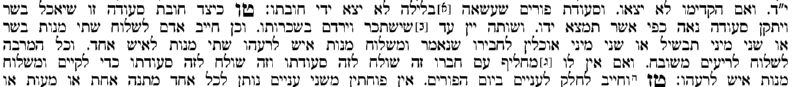 י"ד. ואם הקדימו לא יצאו. וסעודת פורים שעשאה [א]בלילה לא יצא ידי חובתו: טו כיצד חובת סעודה זו שיאכל בשר
ויתקן סעודה נאה כפי אשר תמצא ידו. ושותה יין עד [ב]שישתכר וירדם בשכרותו. וכן חייב אדם לשלוח שתי מנות בשר
או שני מיני תבשיל או שני מיני אוכלין לחבירו שנאמר ומשלוח מנות איש לרעהו שתי מנות לאיש אחד. וכל המרבה
לשלוח לריעים משובח. ואם אין לו [ג]מחליף עם חברו זה שולח לזה סעודתו וזה שולח לזה סעודתו כדי לקיים ומשלוח
מנות איש לרעהו: טז וחייב לחלק לעניים ביום הפורים. אין פוחתין משני עניים נותן לכל אחד מתנה אחת או מעות או